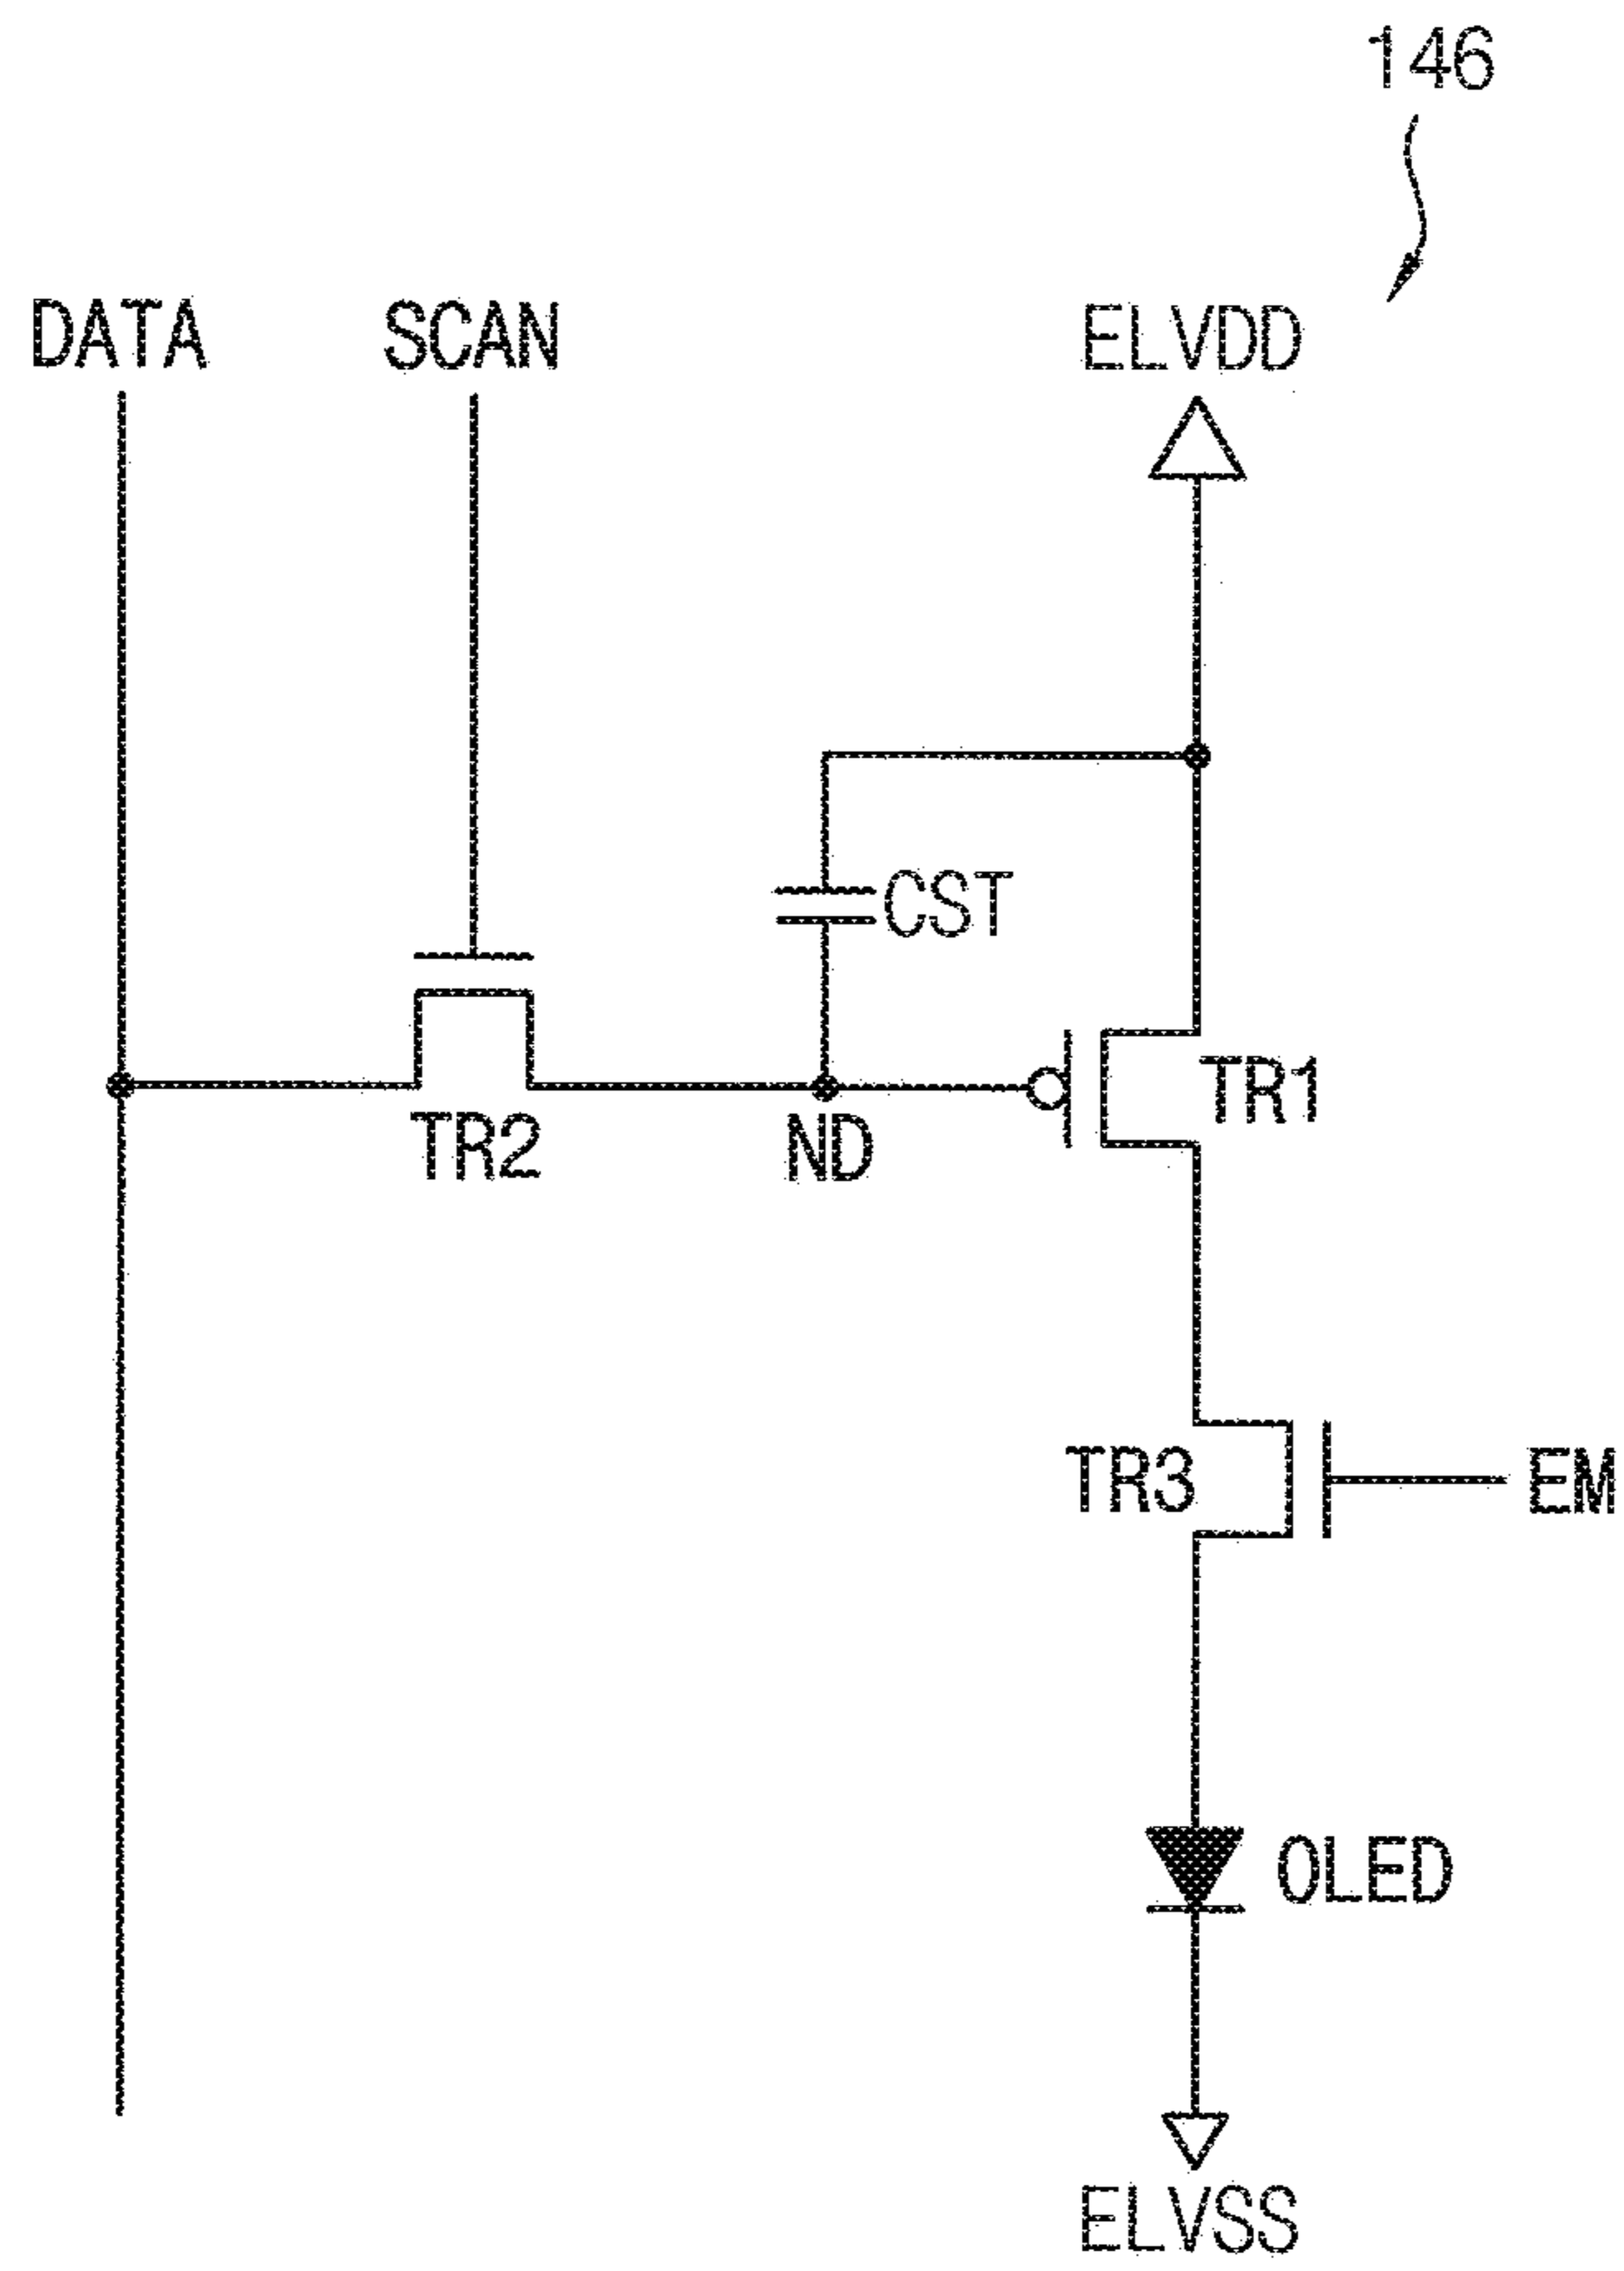 146
DATA
SCAN
ELVDD
CST
TR1
TR2
ND
TR3
EM
OLED
ELVSS